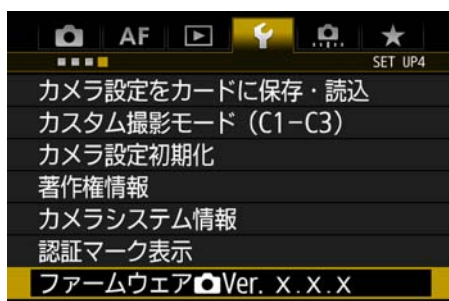 AF
SET UP4
カメラ設定をカードに保存・読込
カスタム撮影モード（C1-C3）
カメラ設定初期化
著作権情報
カメラシステム情報
認証マーク表示
ファームウェアVer. X.X.X